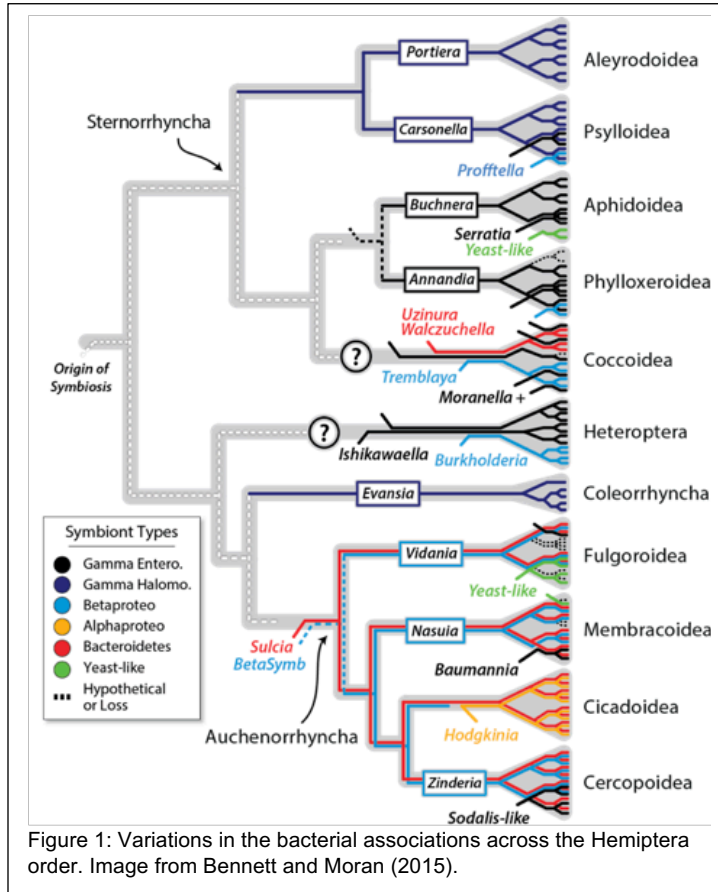 Portiera
Aleyrodoidea
Sternorrhyncha
Carsonella
Psylloidea
Profftella
Buchnera
Aphidoidea
Serratia
Yeast-like
Annandia
Phylloxeroidea
Uzinura
Walczuchella
?
Coccoidea
Origin of
Symbiosis
Tremblaya
Moranella +
?
Heteroptera
Ishikawaella
Burkholderia
Evansia
Coleorrhyncha
Symbiont Types
Gamma Entero.
Gamma Halomo.
Betaproteo
Alphaproteo
Bacteroidetes
Yeast-like
Hypothetical
or Loss
Vidania
Fulgoroidea
Yeast-like
Sulcia
BetaSymb
Nasuia
Membracoidea
Baumannia
Auchenorrhyncha
Hodgkinia
Cicadoidea
Zinderia
Cercopoidea
Sodalis-like
Figure 1: Variations in the bacterial associations across the Hemiptera
order. Image from Bennett and Moran (2015).